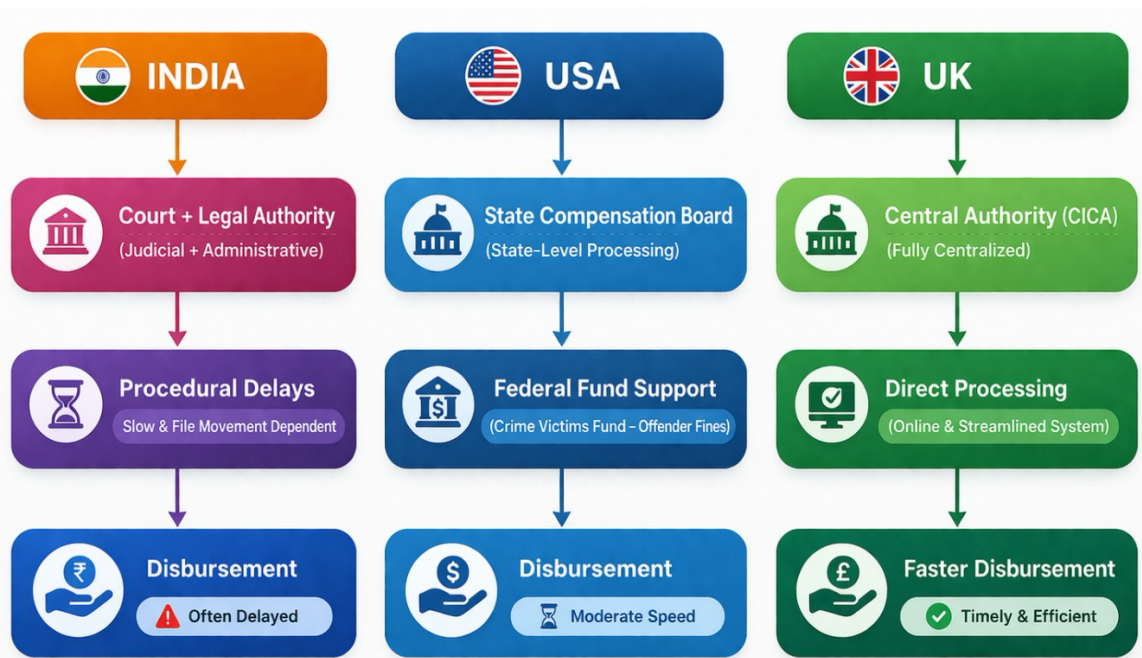 INDIA
Court + Legal Authority
(Judicial + Administrative)
Procedural Delays
Slow & File Movement Dependent
₹
Disbursement
Often Delayed
USA
State Compensation Board
(State-Level Processing)
$
Federal Fund Support
(Crime Victims Fund – Offender Fines)
$
Disbursement
Moderate Speed
UK
Central Authority (CICA)
(Fully Centralized)
Direct Processing
(Online & Streamlined System)
£
Faster Disbursement
Timely & Efficient